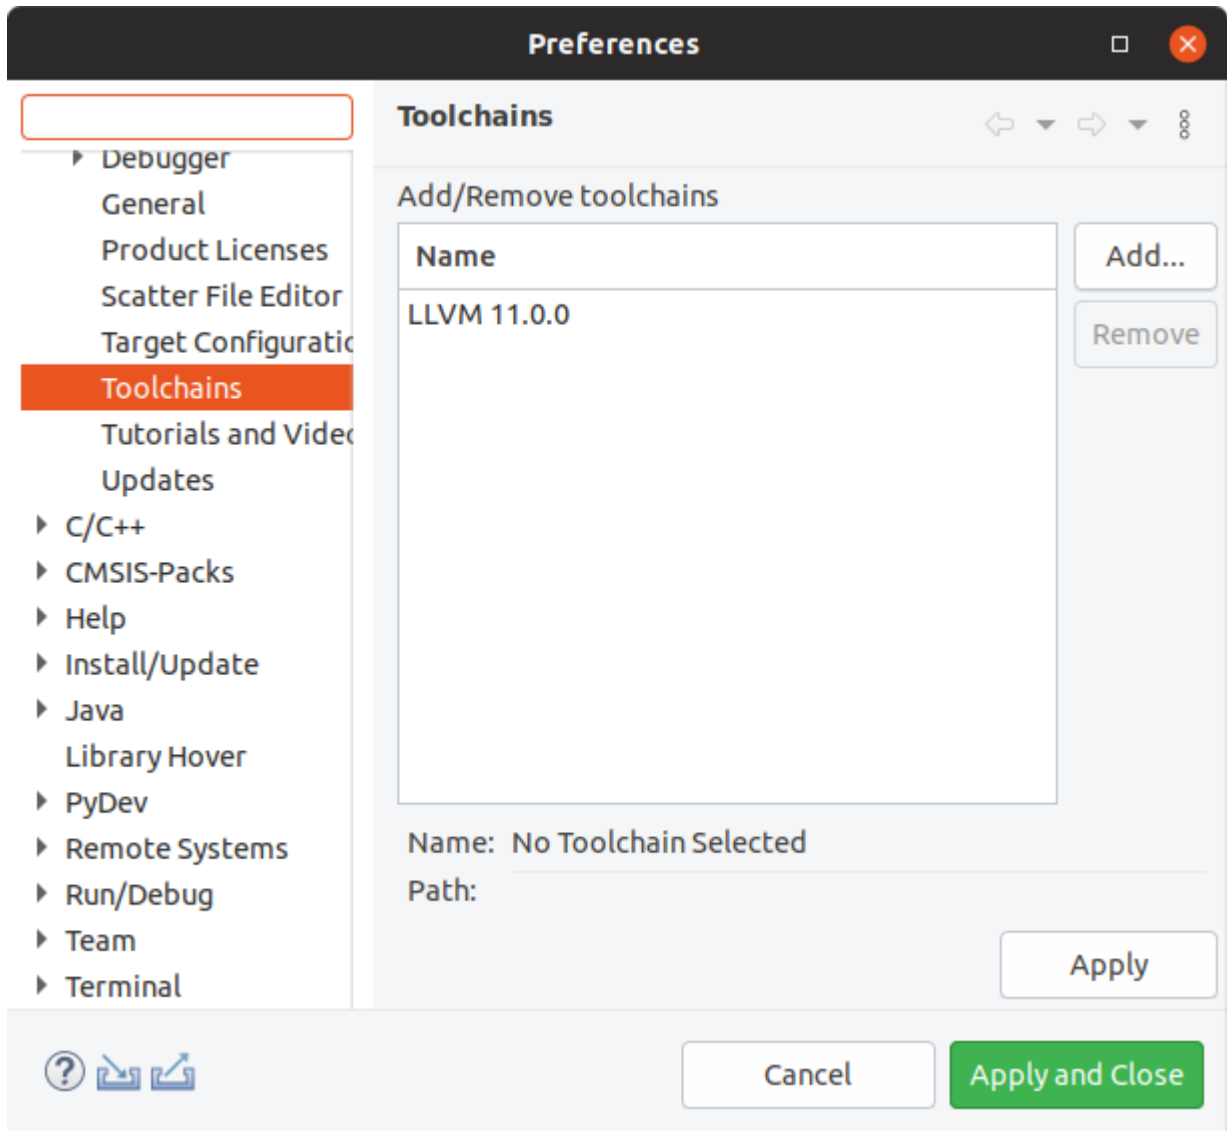 Preferences
Debugger
General
Product Licenses
Scatter File Editor
Target Configuratic
Toolchains
Tutorials and Videc
Updates
C/C++
CMSIS-Packs
Help
Install/Update
Java
Library Hover
PyDev
Remote Systems
Run/Debug
Team
Terminal
Toolchains
Add/Remove toolchains
Name
LLVM 11.0.0
Add...
Remove
Name: No Toolchain Selected
Path:
Apply
?
Cancel
Apply and Close